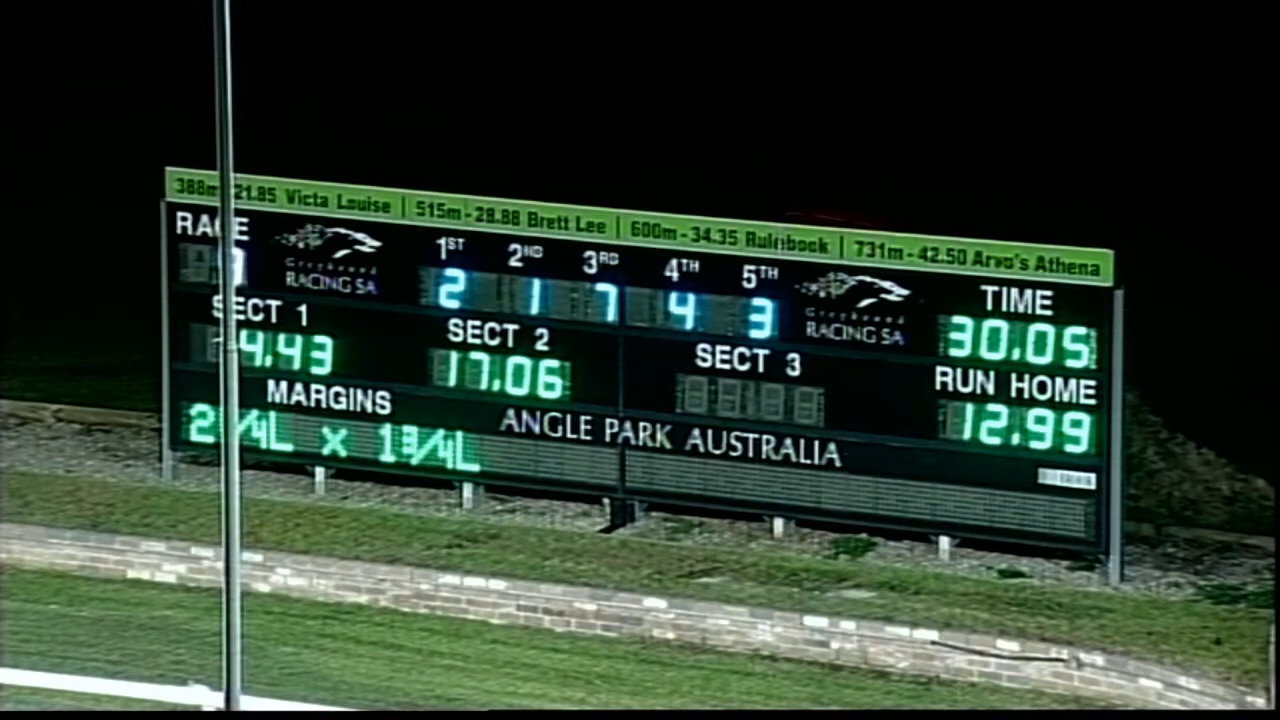 388m 21.85 Victa Louise | 515m - 28.88 Brett Lee | 600m - 34.35 Rulebook | 731m - 42.50 Arvo's Athena
RACE
Greyhound
RACING SA
1ST 2ND 3RD 4TH 5TH
2 1 7 4 3
Greyhound
RACING SA
TIME
30.05
SECT 1
4.43
SECT 2
17.06
SECT 3
RUN HOME
12.99
MARGINS
x 1 3/4L
ANGLE PARK AUSTRALIA